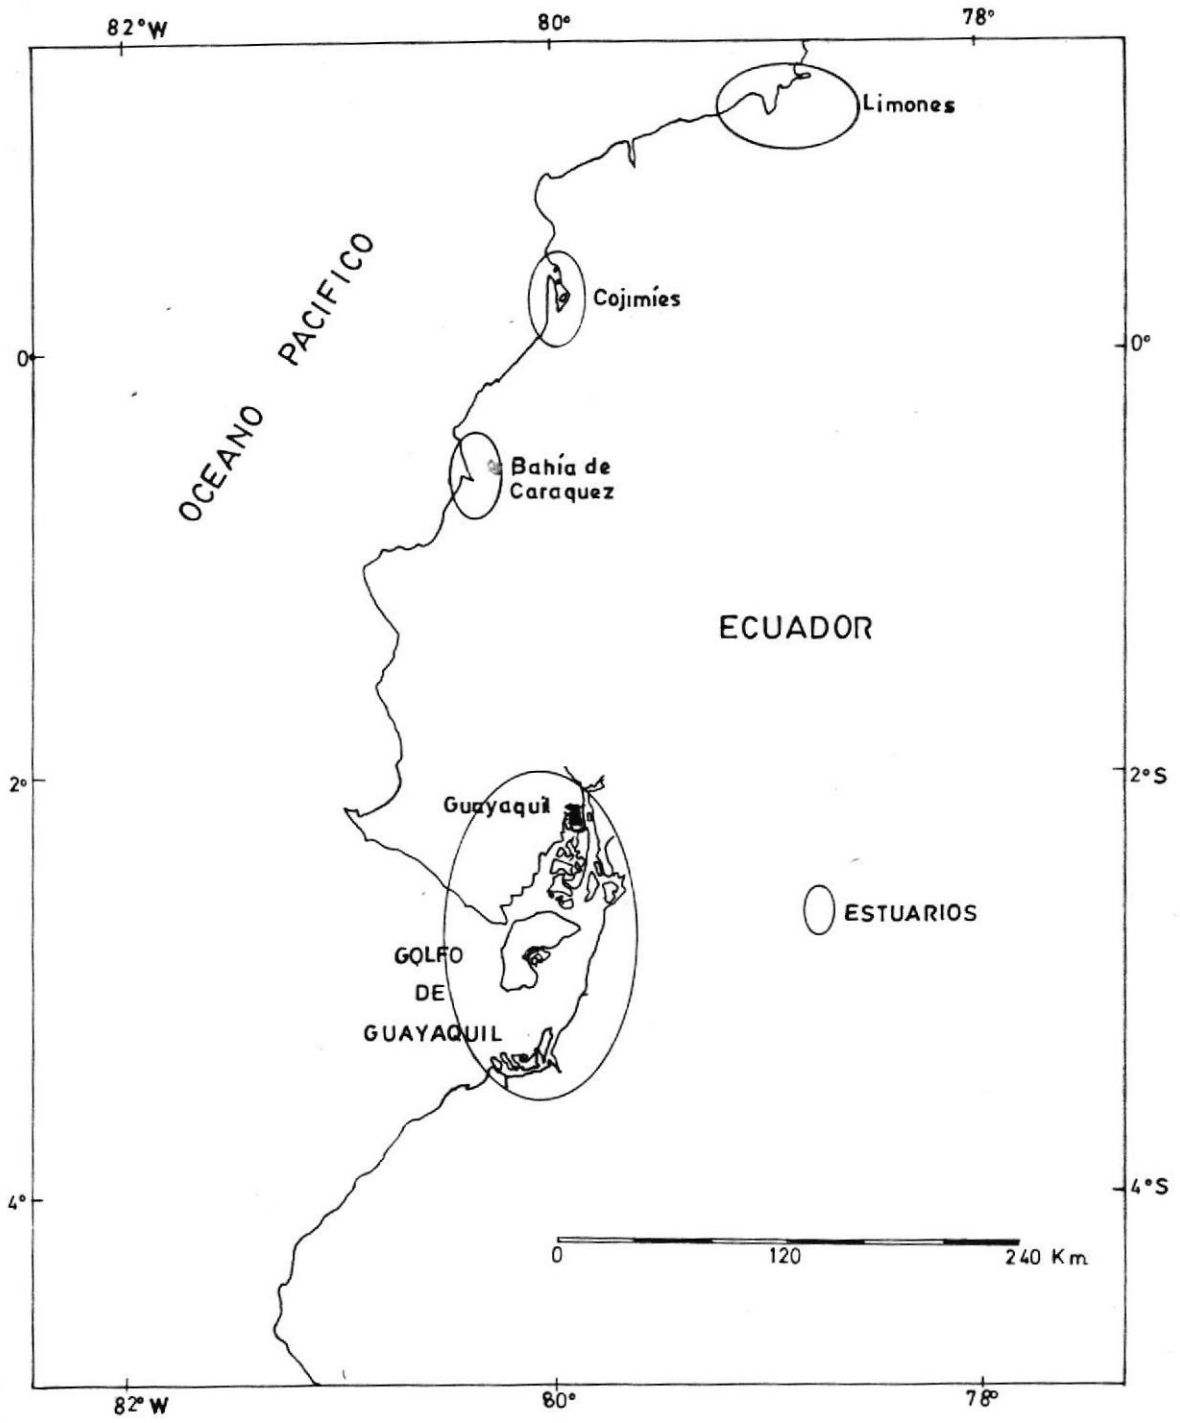 82°W 80° 78°
Limones
Cojimíes
OCEANO PACIFICO
0° 0°
Bahía de
Caraquez
ECUADOR
2° 2°S
Guayaquil
ESTUARIOS
GOLFO
DE
GUAYAQUIL
4° 4°S
0 120 240 Km
82°W 80° 78°